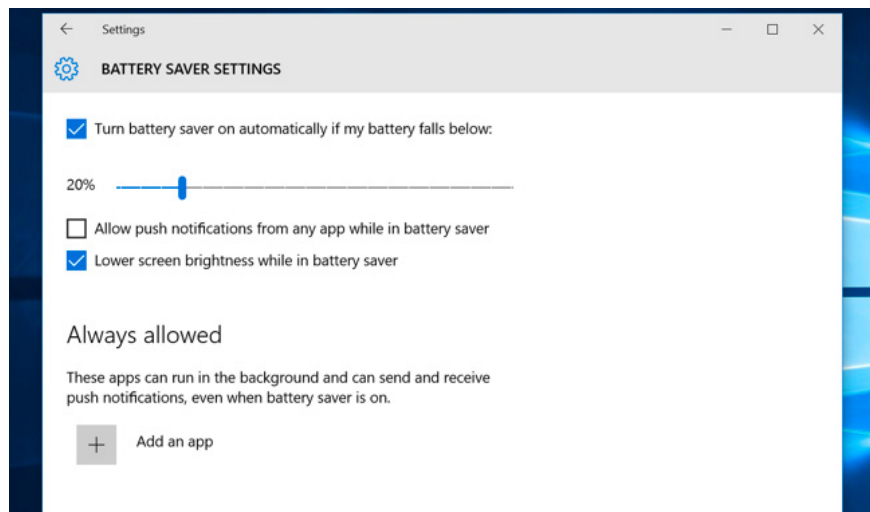 Settings
BATTERY SAVER SETTINGS
Turn battery saver on automatically if my battery falls below:
20%
Allow push notifications from any app while in battery saver
Lower screen brightness while in battery saver
Always allowed
These apps can run in the background and can send and receive
push notifications, even when battery saver is on.
Add an app